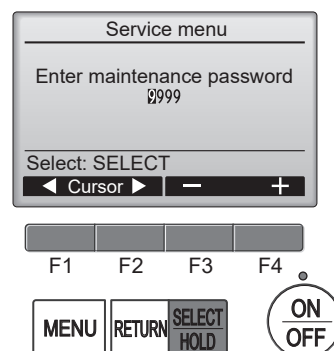 Service menu
Enter maintenance password
9999
Select: SELECT
◀ Cursor ▶ − +
F1 F2 F3 F4
MENU RETURN SELECT ON
HOLD OFF